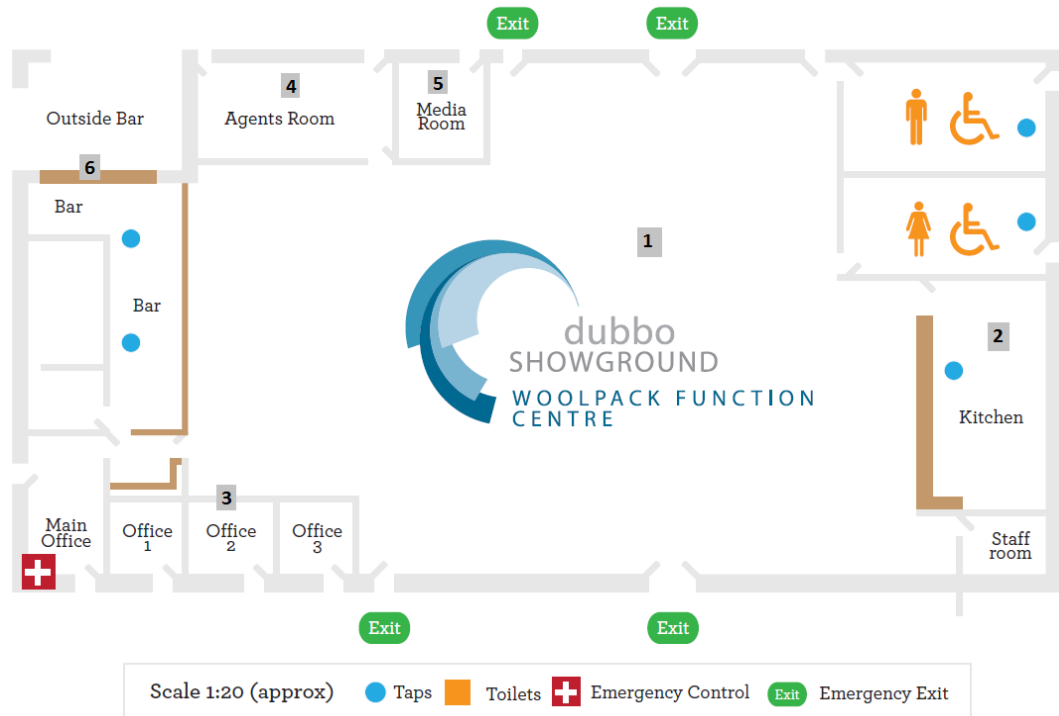 Exit
Exit
4
5
Outside Bar
Agents Room
Media
Room
6
Bar
1
Bar
dubbo
SHOWGROUND
WOOLPACK FUNCTION
CENTRE
2
Kitchen
3
Main
Office
Office
1
Office
2
Office
3
Staff
room
Exit
Exit
Scale 1:20 (approx)
Taps
Toilets
Emergency Control
Exit
Emergency Exit